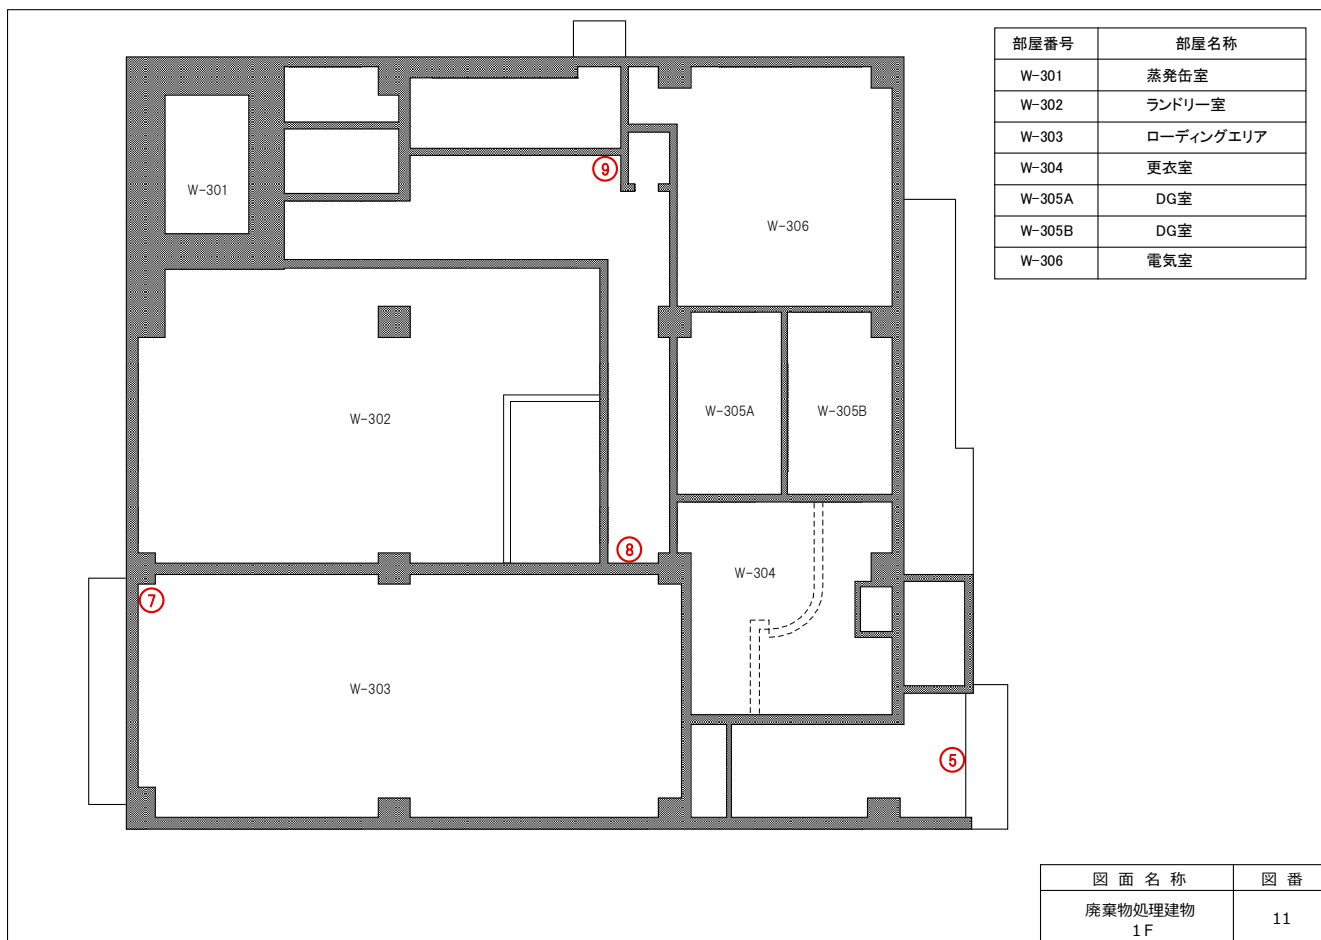 部屋番号 部屋名称
W-301 蒸発缶室
W-302 ランドリー室
W-303 ローディングエリア
W-304 更衣室
W-305A DG室
W-305B DG室
W-306 電気室
⑨
W-301
W-306
W-302
W-305A
W-305B
⑧
W-304
⑦
W-303
⑤
図面名称 図番
廃棄物処理建物
1F
11